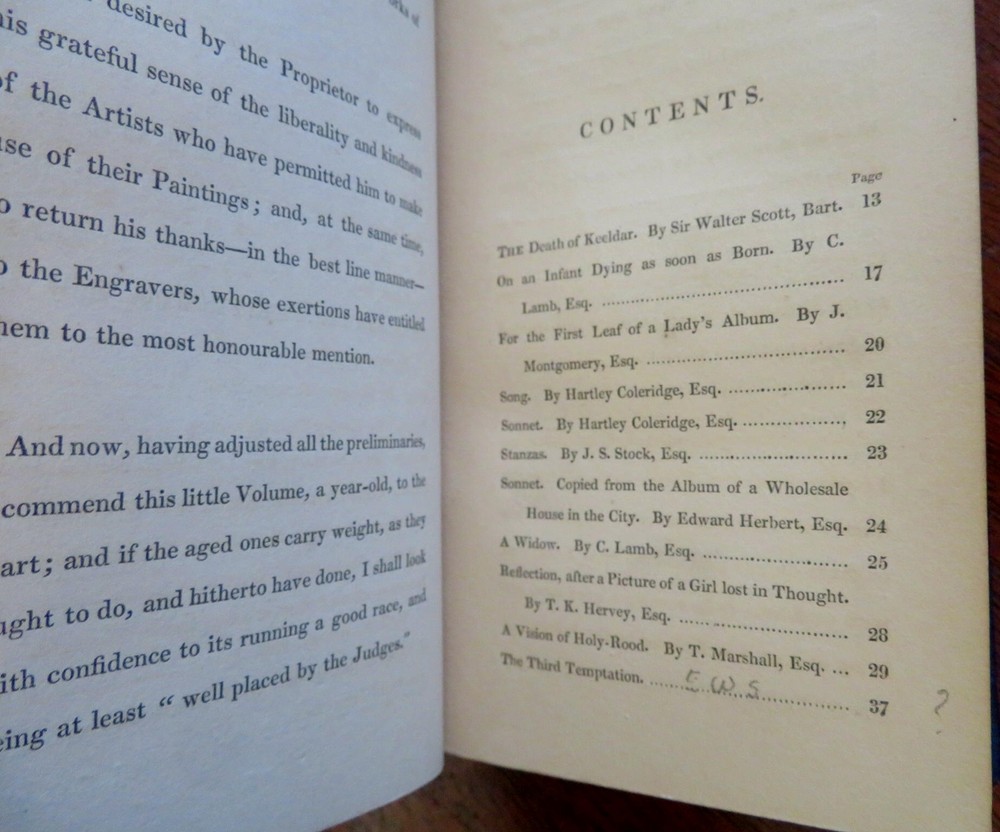 desired by the Proprietor to express
his grateful sense of the liberality and kindness
of the Artists who have permitted him to make
use of their Paintings; and, at the same time,
to return his thanks—in the best line manner—
to the Engravers, whose exertions have entitled
them to the most honourable mention.
And now, having adjusted all the preliminaries,
commend this little Volume, a year-old, to the
art; and if the aged ones carry weight, as they
ught to do, and hitherto have done, I shall look
ith confidence to its running a good race, and
eing at least “ well placed by the Judges.”
CONTENTS.
Page
THE Death of Keeldar. By Sir Walter Scott, Bart. 13
On an Infant Dying as soon as Born. By C.
Lamb, Esq. .......... 17
For the First Leaf of a Lady's Album. By J.
Montgomery, Esq. .......... 20
Song. By Hartley Coleridge, Esq. .......... 21
Sonnet. By Hartley Coleridge, Esq. .......... 22
Stanzas. By J. S. Stock, Esq. .......... 23
Sonnet. Copied from the Album of a Wholesale
House in the City. By Edward Herbert, Esq. 24
A Widow. By C. Lamb, Esq. .......... 25
Reflection, after a Picture of a Girl lost in Thought.
By T. K. Hervey, Esq. .......... 28
A Vision of Holy-Rood. By T. Marshall, Esq. ... 29
The Third Temptation. .......... E W S 37 ?